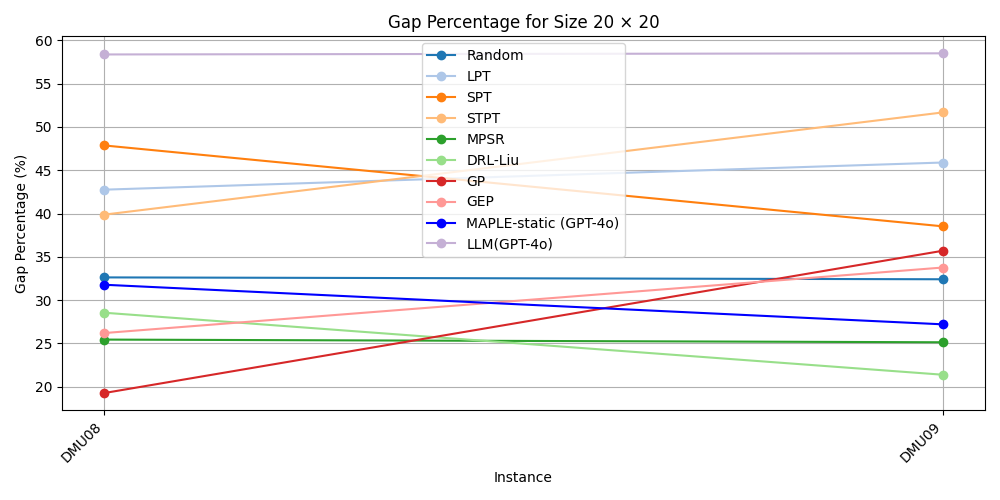 Gap Percentage for Size 20 × 20
60
55
50
45
40
35
30
25
20
Gap Percentage (%)
Random
LPT
SPT
STPT
MPSR
DRL-Liu
GP
GEP
MAPLE-static (GPT-4o)
LLM(GPT-4o)
DMU08
DMU09
Instance